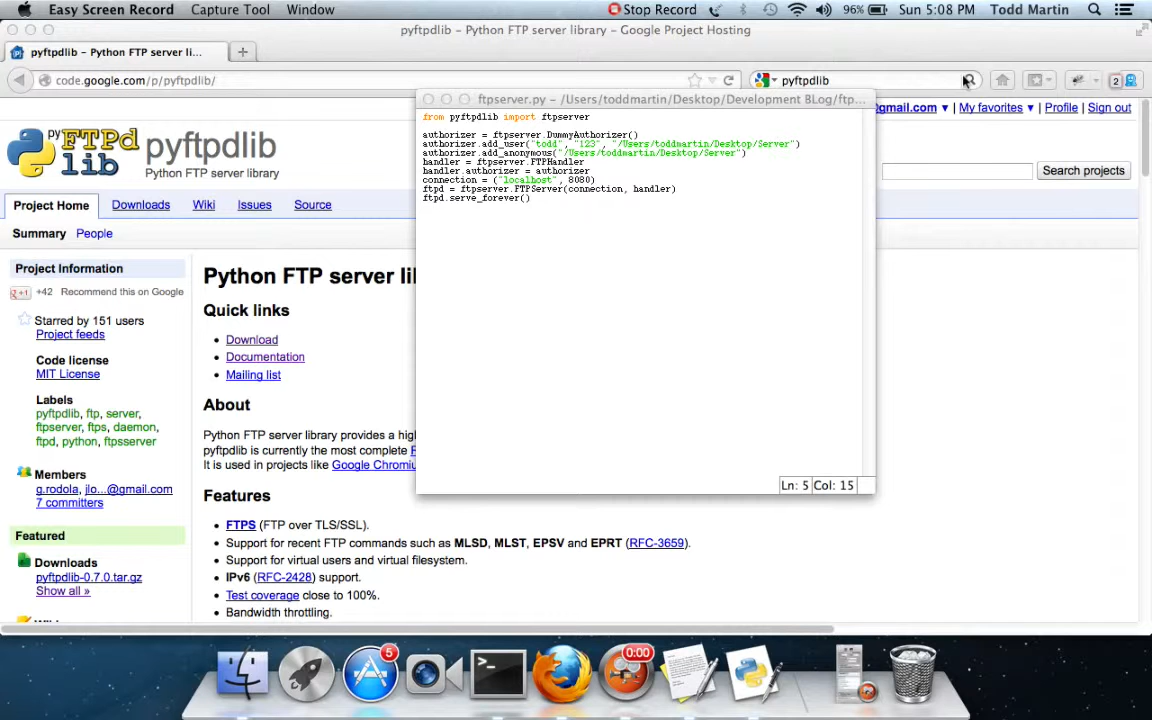 Easy Screen Record Capture Tool Window Stop Record 96% Sun 5:08 PM Todd Martin
pyftpdlib – Python FTP server library – Google Project Hosting
pyftpdlib – Python FTP server li... +
code.google.com/p/pyftpdlib/
pyftpdlib
2
ftpserver.py – /Users/toddmartin/Desktop/Development BLog/ftp...
from pyftpdlib import ftpserver
authorizer = ftpserver.DummyAuthorizer()
authorizer.add_user("todd", "123", "/Users/toddmartin/Desktop/Server")
authorizer.add_anonymous("/Users/toddmartin/Desktop/Server")
handler = ftpserver.FTPHandler
handler.authorizer = authorizer
connection = ("localhost", 8080)
ftpd = ftpserver.FTPServer(connection, handler)
ftpd.serve_forever()
Ln: 5 Col: 15
@gmail.com ▼ | My favorites ▼ | Profile | Sign out
py FTPd lib
pyftpdlib
Python FTP server library
Search projects
Project Home Downloads Wiki Issues Source
Summary People
Project Information
+1 +42 Recommend this on Google
Starred by 151 users
Project feeds
Code license
MIT License
Labels
pyftpdlib, ftp, server,
ftpserver, ftps, daemon,
ftpd, python, ftpsserver
Members
g.rodola, jlo...@gmail.com
7 committers
Featured
Downloads
pyftpdlib-0.7.0.tar.gz
Show all »
Python FTP server li
Quick links
Download
Documentation
Mailing list
About
Python FTP server library provides a hig
pyftpdlib is currently the most complete
It is used in projects like Google Chromiu
Features
FTPS (FTP over TLS/SSL).
Support for recent FTP commands such as MLSD, MLST, EPSV and EPRT (RFC-3659).
Support for virtual users and virtual filesystem.
IPv6 (RFC-2428) support.
Test coverage close to 100%.
Bandwidth throttling.
5
0:00